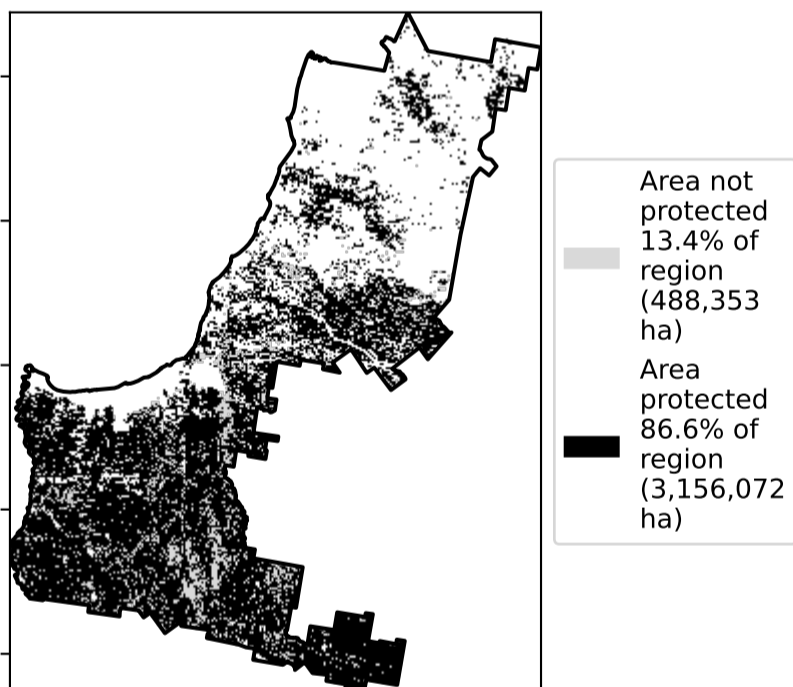 Area not
protected
13.4% of
region
(488,353
ha)
Area
protected
86.6% of
region
(3,156,072
ha)